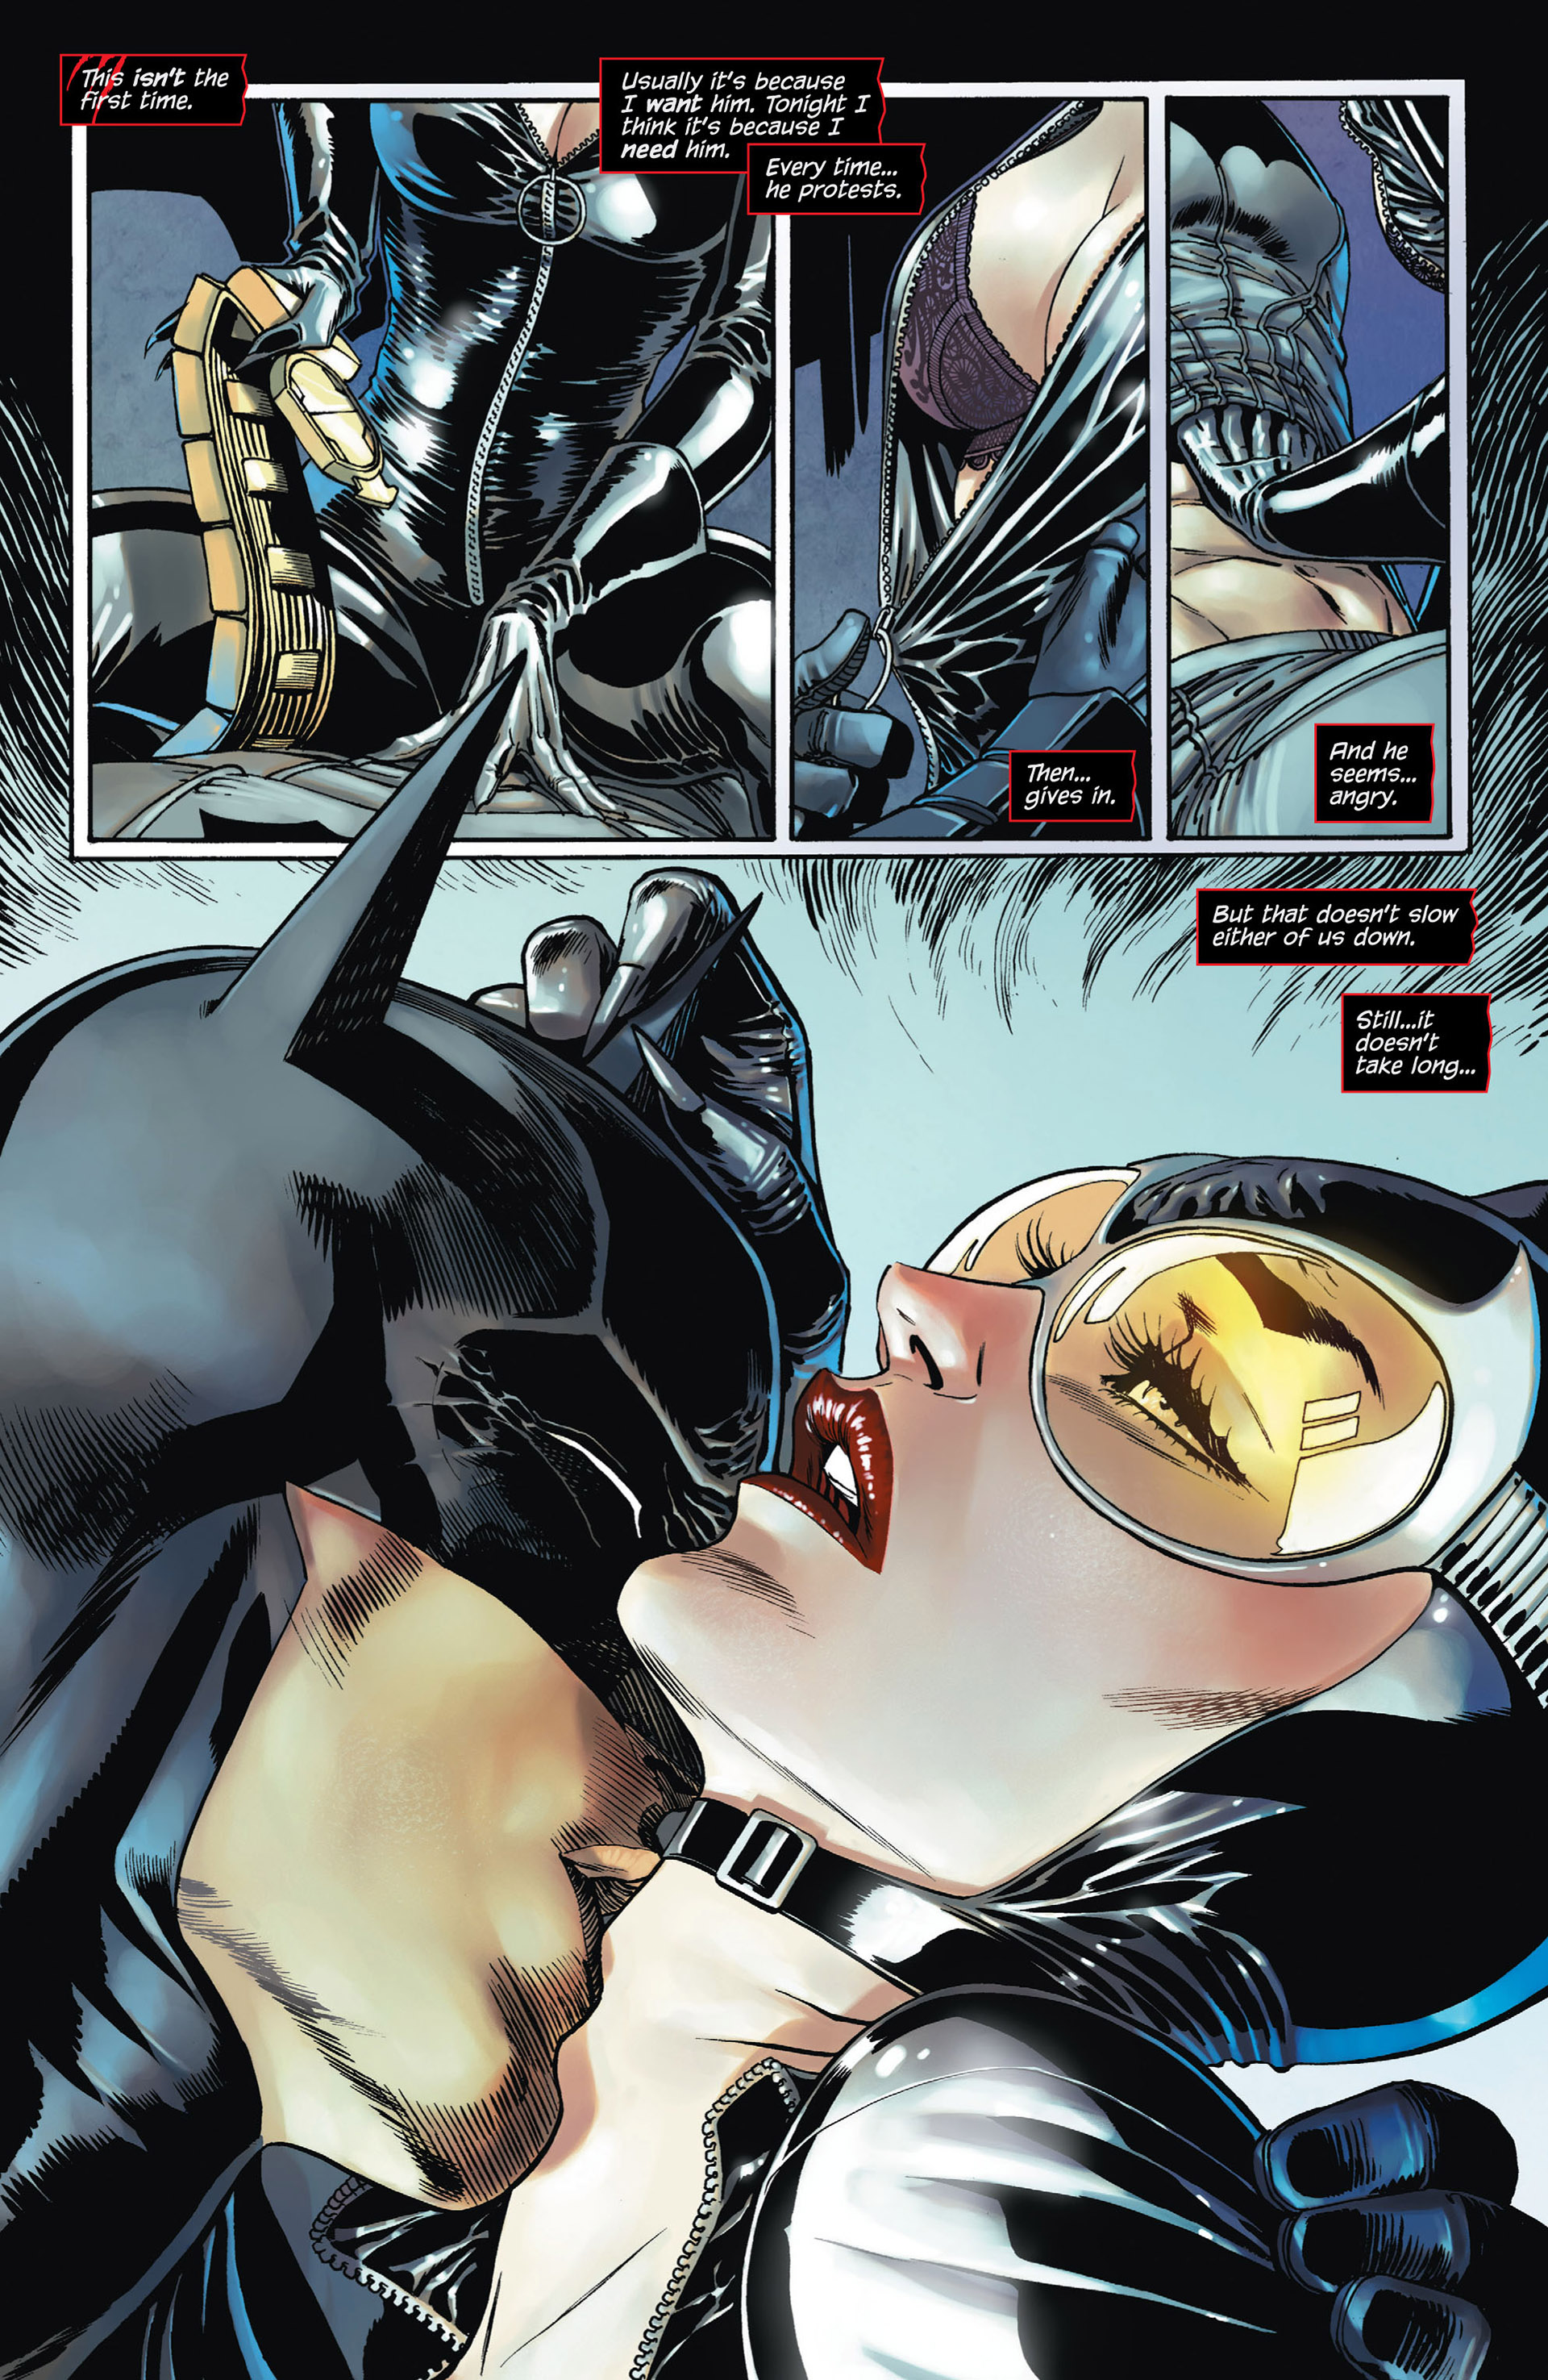 This isn't the
first time.
Usually it's because
I want him. Tonight I
think it's because I
need him.
Every time...
he protests.
Then...
gives in.
And he
seems...
angry.
But that doesn't slow
either of us down.
Still...it
doesn't
take long...